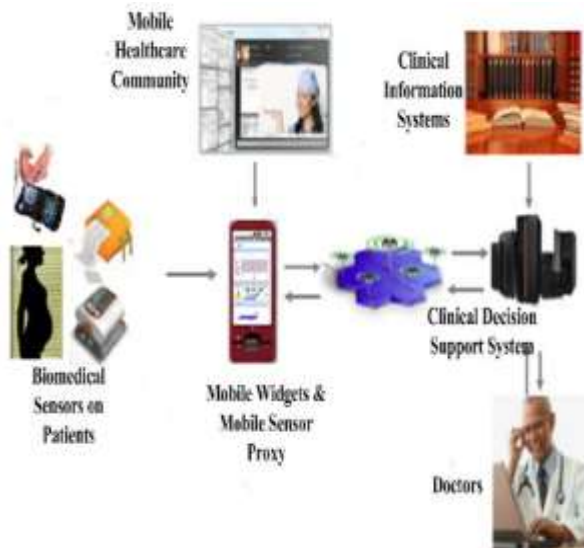 Mobile
Healthcare
Community
Clinical
Information
Systems
Biomedical
Sensors on
Patients
Mobile Widgets &
Mobile Sensor
Proxy
Clinical Decision
Support System
Doctors